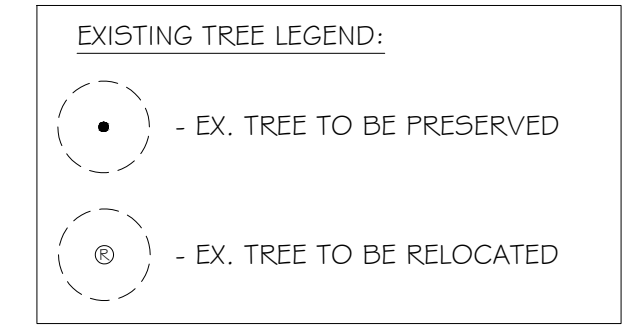 EXISTING TREE LEGEND:
- EX. TREE TO BE PRESERVED
Ⓡ - EX. TREE TO BE RELOCATED